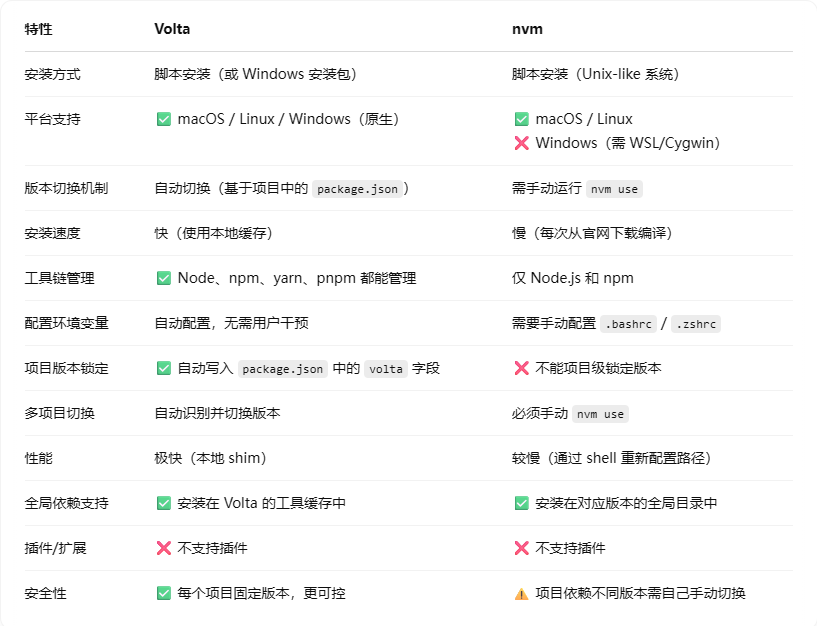 特性 Volta nvm
安装方式 脚本安装（或 Windows 安装包） 脚本安装（Unix-like 系统）
平台支持 ✅ macOS / Linux / Windows（原生） ✅ macOS / Linux
❌ Windows（需 WSL/Cygwin）
版本切换机制 自动切换（基于项目中的 package.json） 需手动运行 nvm use
安装速度 快（使用本地缓存） 慢（每次从官网下载编译）
工具链管理 ✅ Node、npm、yarn、pnpm 都能管理 仅 Node.js 和 npm
配置环境变量 自动配置，无需用户干预 需要手动配置 .bashrc / .zshrc
项目版本锁定 ✅ 自动写入 package.json 中的 volta 字段 ❌ 不能项目级锁定版本
多项目切换 自动识别并切换版本 必须手动 nvm use
性能 极快（本地 shim） 较慢（通过 shell 重新配置路径）
全局依赖支持 ✅ 安装在 Volta 的工具缓存中 ✅ 安装在对应版本的全局目录中
插件/扩展 ❌ 不支持插件 ❌ 不支持插件
安全性 ✅ 每个项目固定版本，更可控 ⚠️ 项目依赖不同版本需自己手动切换